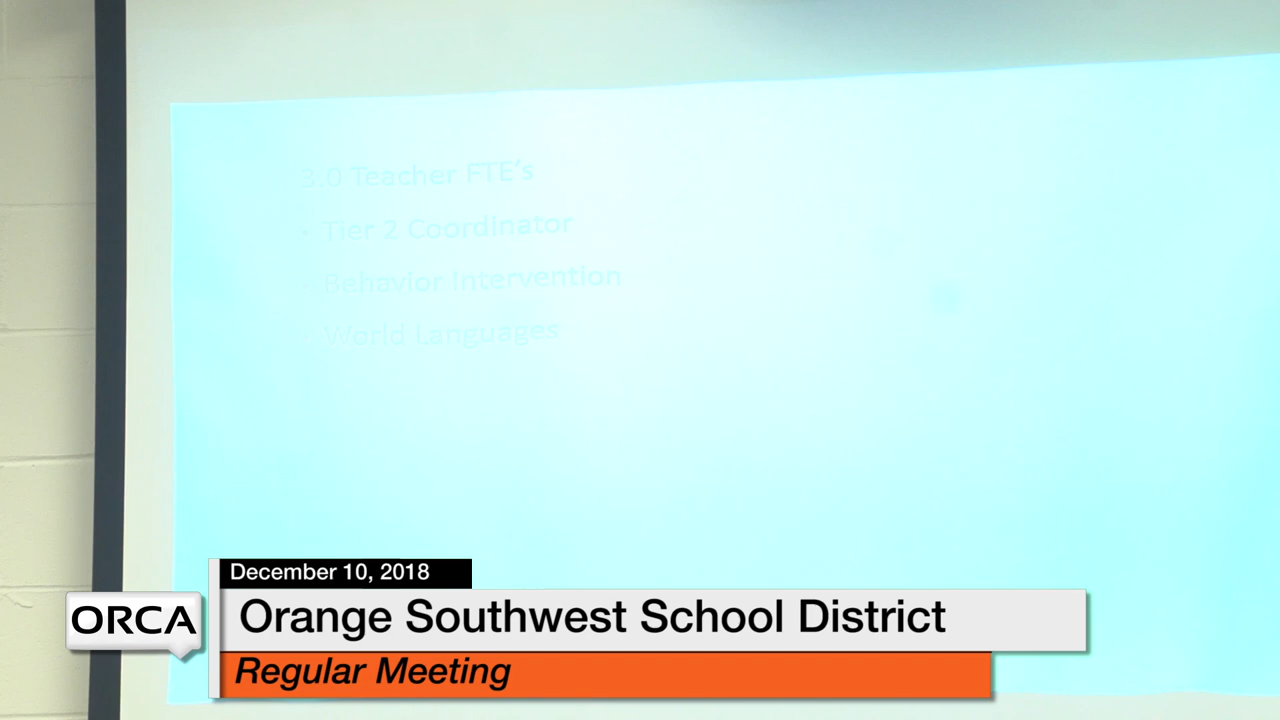 3.0 Teacher FTE's
• Tier 2 Coordinator
• Behavior Intervention
• World Languages
December 10, 2018
ORCA
Orange Southwest School District
Regular Meeting